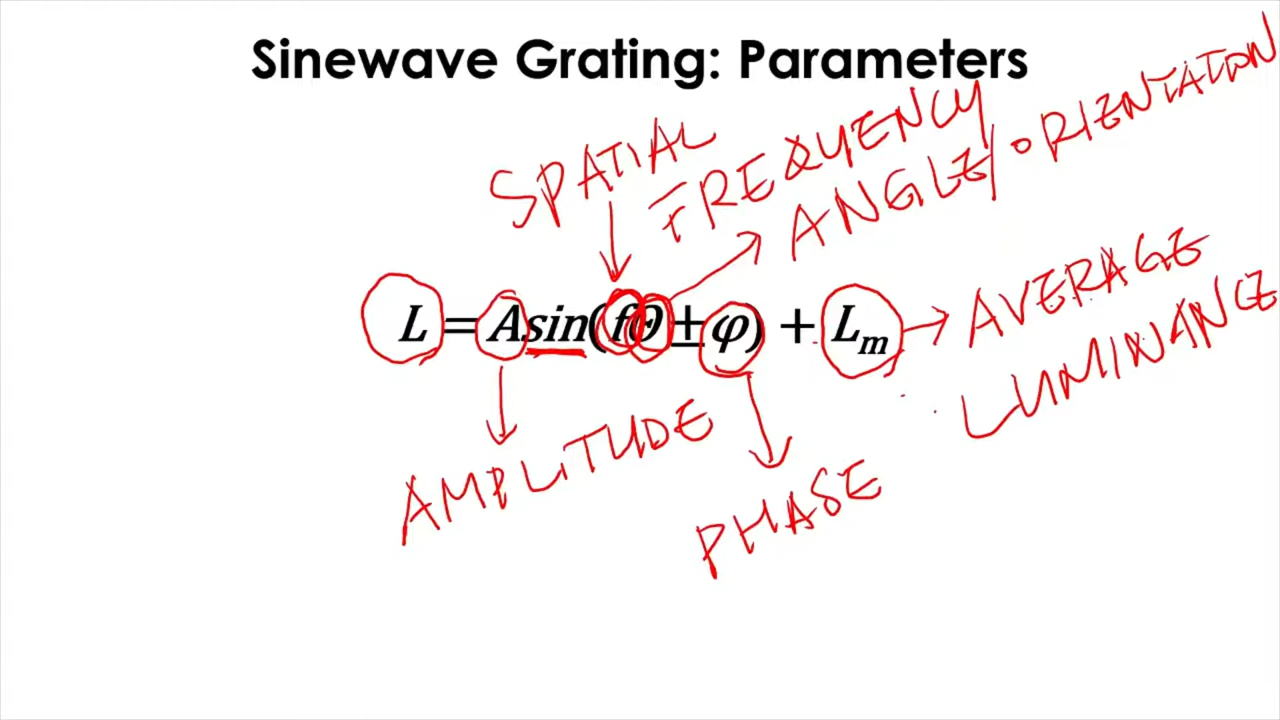 Sinewave Grating: Parameters
SPATIAL
FREQUENCY
ANGLE/ORIENTATION
L = Asin(fθ ± φ) + Lₘ
AVERAGE
LUMINANCE
AMPLITUDE
PHASE